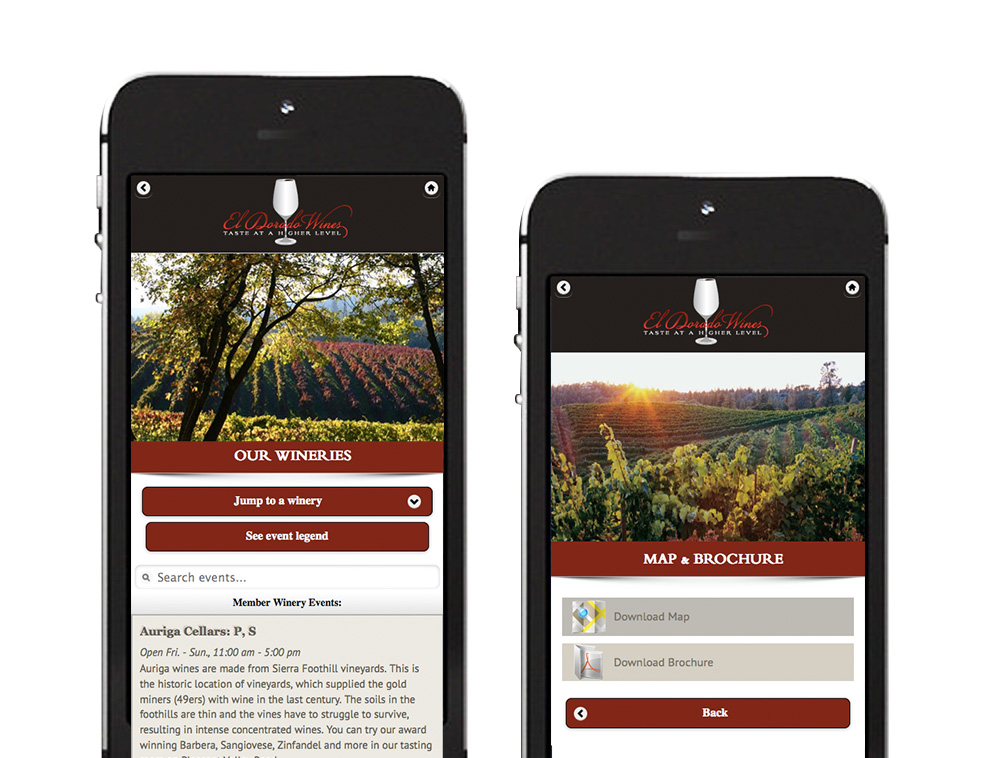 El Dorado Wines
TASTE AT A HIGHER LEVEL
OUR WINERIES
Jump to a winery
See event legend
Search events...
Member Winery Events:
Auriga Cellars: P, S
Open Fri. - Sun., 11:00 am - 5:00 pm
Auriga wines are made from Sierra Foothill vineyards. This is
the historic location of vineyards, which supplied the gold
miners (49ers) with wine in the last century. The soils in the
foothills are thin and the vines have to struggle to survive,
resulting in intense concentrated wines. You can try our award
winning Barbera, Sangiovese, Zinfandel and more in our tasting
El Dorado Wines
TASTE AT A HIGHER LEVEL
MAP & BROCHURE
Download Map
Download Brochure
Back